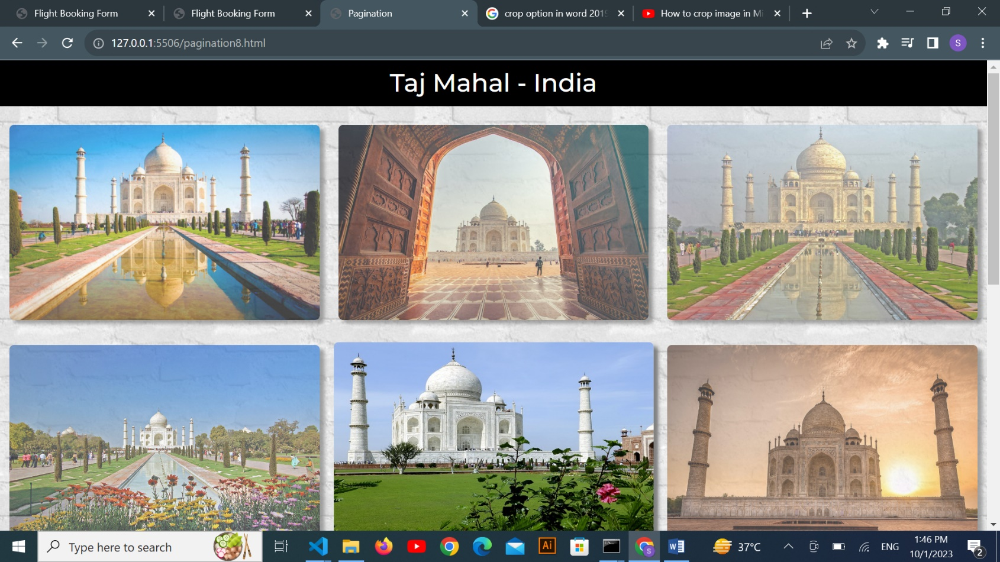 Flight Booking Form
Flight Booking Form
Pagination
crop option in word 2019
How to crop image in Mi
127.0.0.1:5506/pagination8.html
S
Taj Mahal - India
Type here to search
Ai
S
W
37°C
ENG
1:46 PM
10/1/2023
2